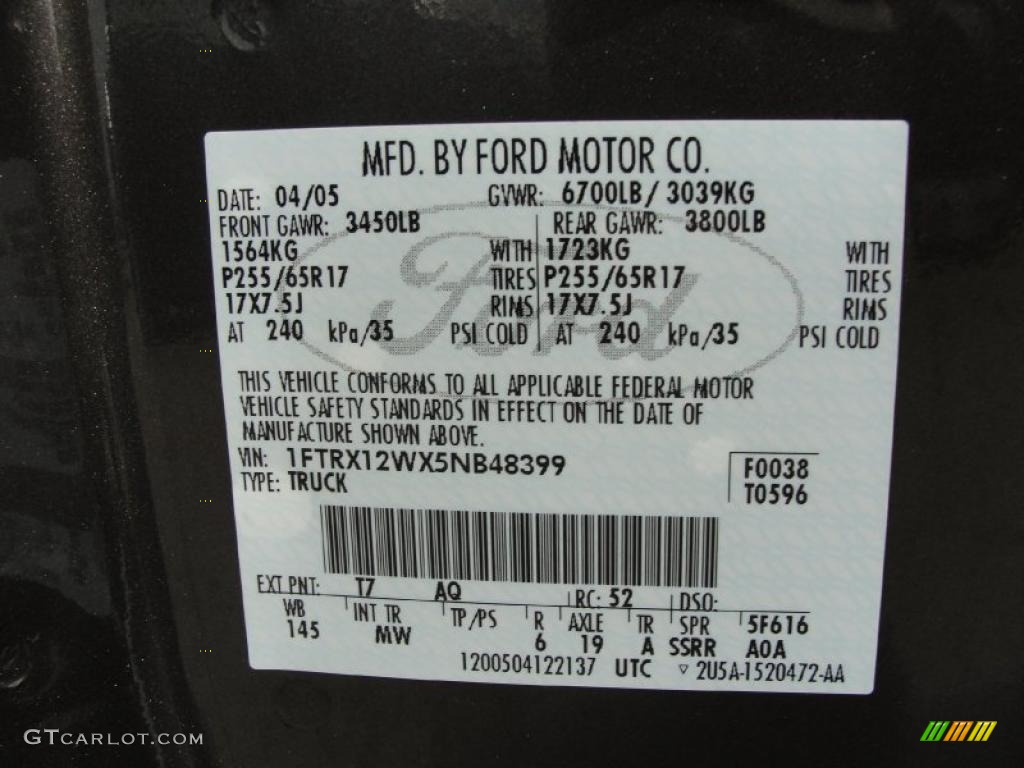 MFD. BY FORD MOTOR CO.
DATE: 04/05 GVWR: 6700LB / 3039KG
FRONT GAWR: 3450LB REAR GAWR: 3800LB
1564KG WITH 1723KG WITH
P255/65R17 TIRES P255/65R17 TIRES
17X7.5J RIMS 17X7.5J RIMS
AT 240 kPa/35 PSI COLD AT 240 kPa/35 PSI COLD
Ford
THIS VEHICLE CONFORMS TO ALL APPLICABLE FEDERAL MOTOR
VEHICLE SAFETY STANDARDS IN EFFECT ON THE DATE OF
MANUFACTURE SHOWN ABOVE.
VIN: 1FTRX12WX5NB48399 F0038
TYPE: TRUCK T0596
EXT PNT: T7 AQ RC: 52 DSO:
WB INT TR TP/PS R AXLE TR SPR 5F616
145 MW 6 19 A SSRR A0A
1200504122137 UTC ▽ 2U5A-1520472-AA
GTCARLOT.COM